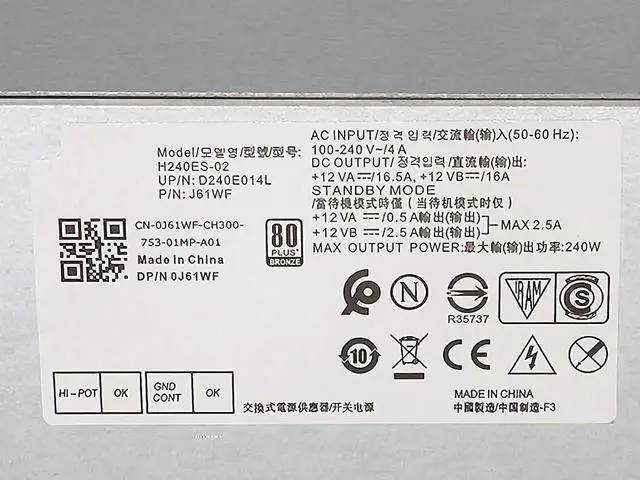 Model/모델명/型號/型号:
H240ES-02
UP/N: D240E014L
P/N: J61WF
AC INPUT/정격입력/交流輸(输)入(50-60 Hz):
100-240 V~/4 A
DC OUTPUT/정격입력/直流輸(输)出:
+12 VA⎓/16.5A, +12 VB⎓/16A
STANDBY MODE
/當待機模式時僅(当待机模式时仅)
+12 VA ⎓/0.5 A輸出(输出)
+12 VB ⎓/2.5 A輸出(输出)
MAX 2.5A
MAX OUTPUT POWER:最大輸(输)出功率:240W
CN-0J61WF-CH300-
7S3-01MP-A01
Made in China
DP/N 0J61WF
80
PLUS
BRONZE
N
R35737
IRAM
S
10
CE
HI-POT OK GND CONT OK
交換式電源供應器/开关电源
MADE IN CHINA
中國製造/中国制造-F3